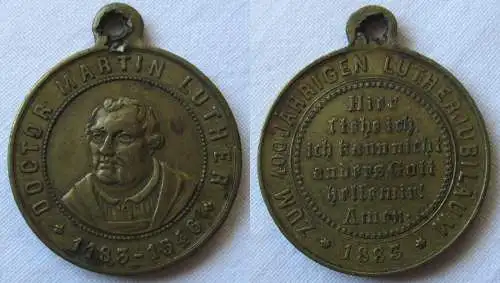 DOCTOR MARTIN LUTHER
* 1483-1546 *
ZUM 400JÄHRIGEN LUTHERJUBLÄUM
Hier
stehe ich,
ich kann nicht
anders, Gott
helfe mir!
Amen.
* 1883 *